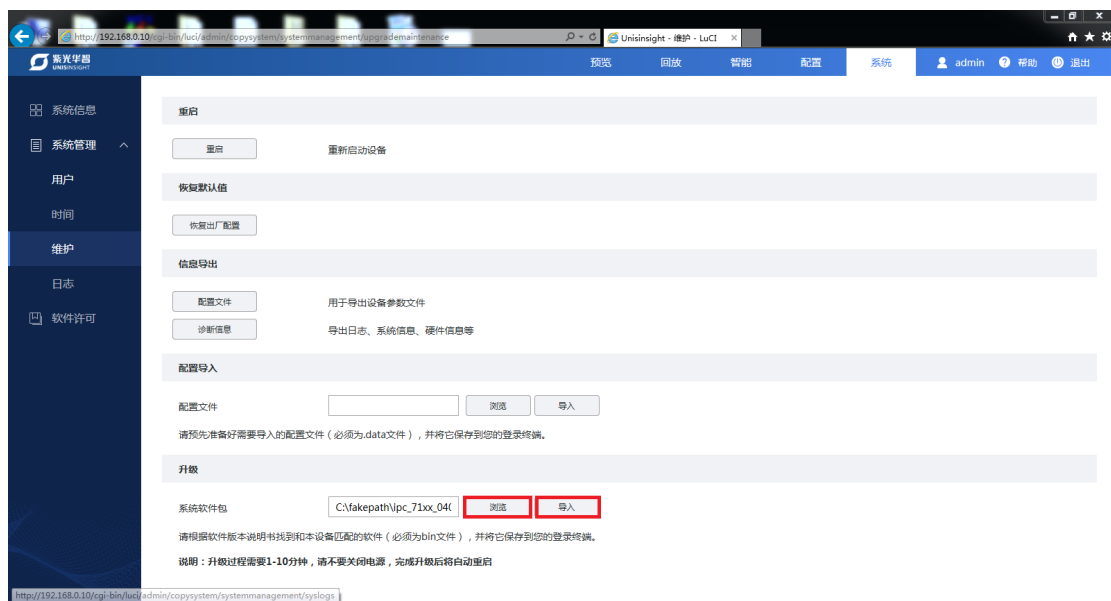 http://192.168.0.10/cgi-bin/luci/admin/copysystem/systemmanagement/upgrademaintenance
Unisinsight - 维护 - LuCI
紫光华智
UNISINSIGHT
预览 回放 智能 配置 系统 admin 帮助 退出
系统信息
系统管理
用户
时间
维护
日志
软件许可
重启
重启 重新启动设备
恢复默认值
恢复出厂配置
信息导出
配置文件 用于导出设备参数文件
诊断信息 导出日志、系统信息、硬件信息等
配置导入
配置文件 浏览 导入
请预先准备好需要导入的配置文件（必须为.data文件），并将它保存到您的登录终端。
升级
系统软件包 C:\fakepath\ipc_71xx_04( 浏览 导入
请根据软件版本说明书找到和本设备匹配的软件（必须为bin文件），并将它保存到您的登录终端。
说明：升级过程需要1-10分钟，请不要关闭电源，完成升级后将自动重启
http://192.168.0.10/cgi-bin/luci/admin/copysystem/systemmanagement/syslogs